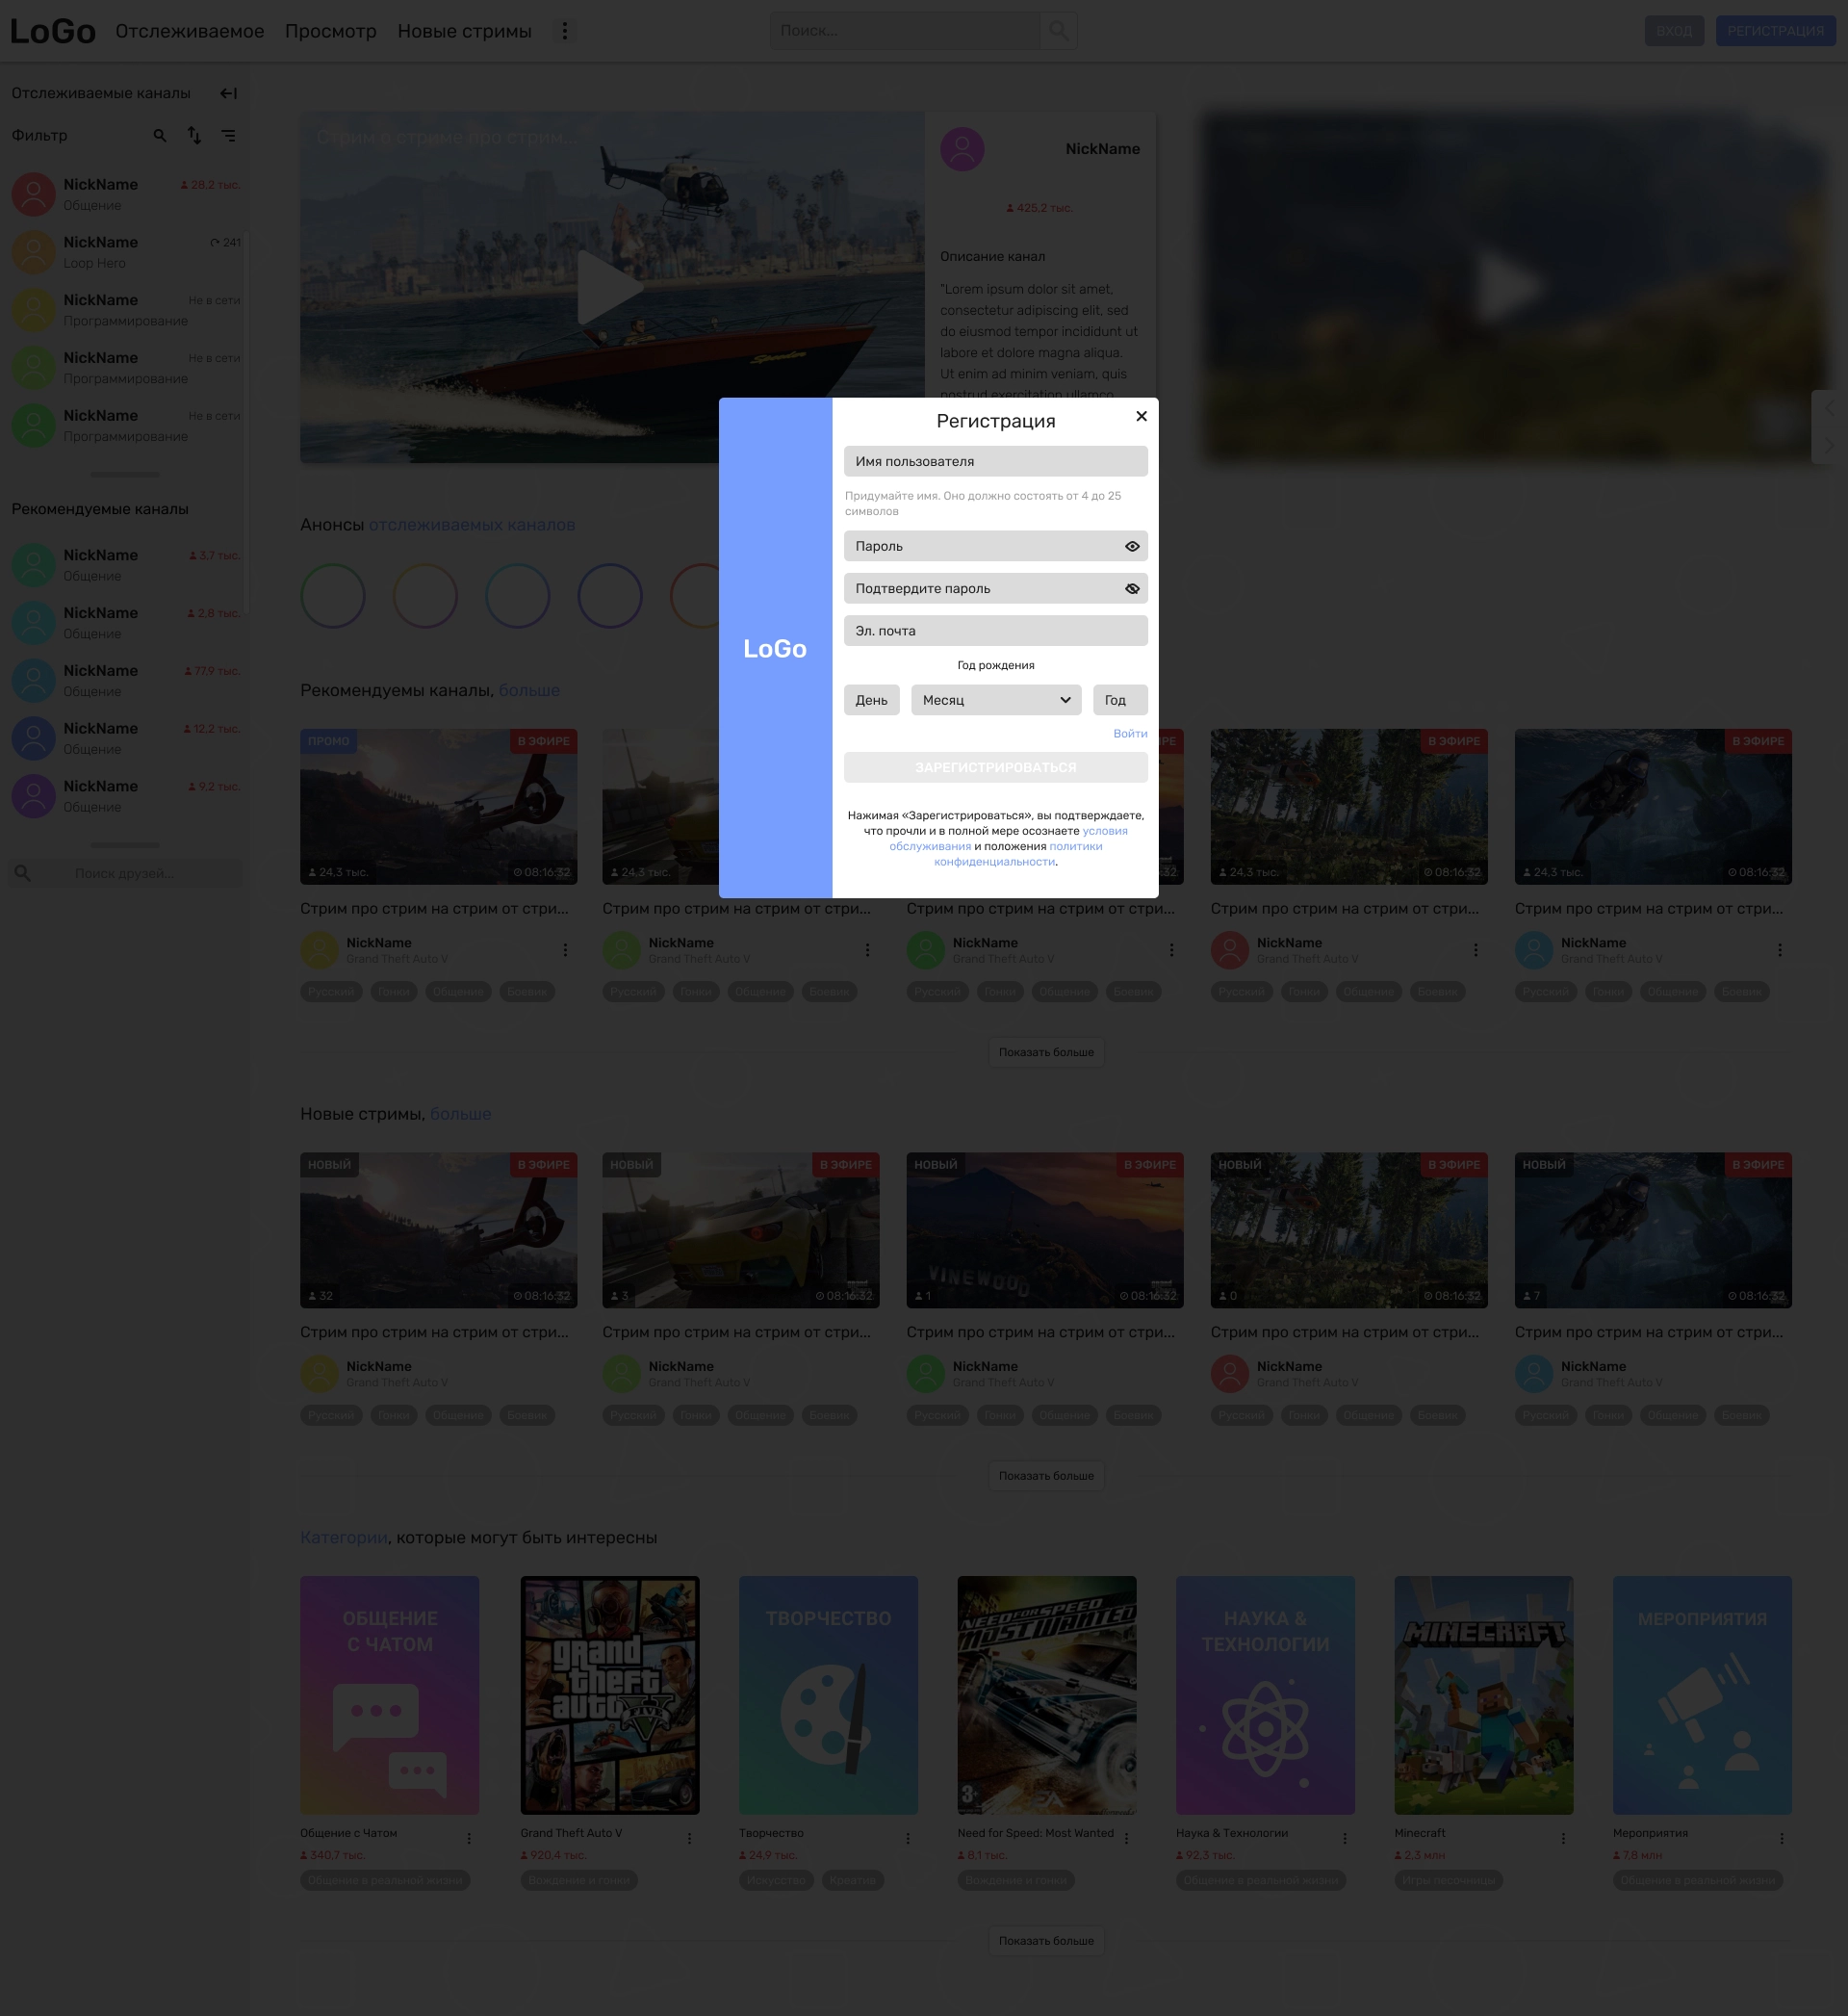 LoGo Отслеживаемое Просмотр Новые стримы Поиск... ВХОД РЕГИСТРАЦИЯ
Отслеживаемые каналы
Фильтр
NickName 28,2 тыс.
Общение
NickName 241
Loop Hero
NickName Не в сети
Программирование
NickName Не в сети
Программирование
NickName Не в сети
Программирование
Рекомендуемые каналы
NickName 3,7 тыс.
Общение
NickName 2,8 тыс.
Общение
NickName 77,9 тыс.
Общение
NickName 12,2 тыс.
Общение
NickName 9,2 тыс.
Общение
Поиск друзей...
Стрим о стриме про стрим...
Speeder
NickName
425,2 тыс.
Описание канал
"Lorem ipsum dolor sit amet,
consectetur adipiscing elit, sed
do eiusmod tempor incididunt ut
labore et dolore magna aliqua.
Ut enim ad minim veniam, quis
nostrud exercitation ullamco
Регистрация
Имя пользователя
Придумайте имя. Оно должно состоять от 4 до 25
символов
Пароль
Подтвердите пароль
Эл. почта
LoGo
Год рождения
День Месяц Год
Войти
ЗАРЕГИСТРИРОВАТЬСЯ
Нажимая «Зарегистрироваться», вы подтверждаете,
что прочли и в полной мере осознаете условия
обслуживания и положения политики
конфиденциальности.
Анонсы отслеживаемых каналов
Рекомендуемы каналы, больше
ПРОМО В ЭФИРЕ ЭФИРЕ В ЭФИРЕ В ЭФИРЕ
24,3 тыс. 08:16:32 24,3 тыс. 24,3 тыс. 08:16:32 24,3 тыс. 08:16:32
Стрим про стрим на стрим от стри... Стрим про стрим на стрим от стри... Стрим про стрим на стрим от стри... Стрим про стрим на стрим от стри... Стрим про стрим на стрим от стри...
NickName NickName NickName NickName NickName
Grand Theft Auto V Grand Theft Auto V Grand Theft Auto V Grand Theft Auto V Grand Theft Auto V
Русский Гонки Общение Боевик Русский Гонки Общение Боевик Русский Гонки Общение Боевик Русский Гонки Общение Боевик Русский Гонки Общение Боевик
Показать больше
Новые стримы, больше
НОВЫЙ В ЭФИРЕ НОВЫЙ В ЭФИРЕ НОВЫЙ В ЭФИРЕ НОВЫЙ В ЭФИРЕ НОВЫЙ В ЭФИРЕ
VINEWOOD
32 08:16:32 3 08:16:32 1 08:16:32 0 08:16:32 7 08:16:32
Стрим про стрим на стрим от стри... Стрим про стрим на стрим от стри... Стрим про стрим на стрим от стри... Стрим про стрим на стрим от стри... Стрим про стрим на стрим от стри...
NickName NickName NickName NickName NickName
Grand Theft Auto V Grand Theft Auto V Grand Theft Auto V Grand Theft Auto V Grand Theft Auto V
Русский Гонки Общение Боевик Русский Гонки Общение Боевик Русский Гонки Общение Боевик Русский Гонки Общение Боевик Русский Гонки Общение Боевик
Показать больше
Категории, которые могут быть интересны
ОБЩЕНИЕ
С ЧАТОМ
grand
theft
auto V
FIVE
ТВОРЧЕСТВО
NEED FOR SPEED
MOST WANTED
3+
EA
НАУКА &
ТЕХНОЛОГИИ
MINECRAFT
МЕРОПРИЯТИЯ
Общение с Чатом Grand Theft Auto V Творчество Need for Speed: Most Wanted Наука & Технологии Minecraft Мероприятия
340,7 тыс. 920,4 тыс. 24,9 тыс. 8,1 тыс. 92,3 тыс. 2,3 млн 7,8 млн
Общение в реальной жизни Вождение и гонки Искусство Креатив Вождение и гонки Общение в реальной жизни Игры песочницы Общение в реальной жизни
Показать больше